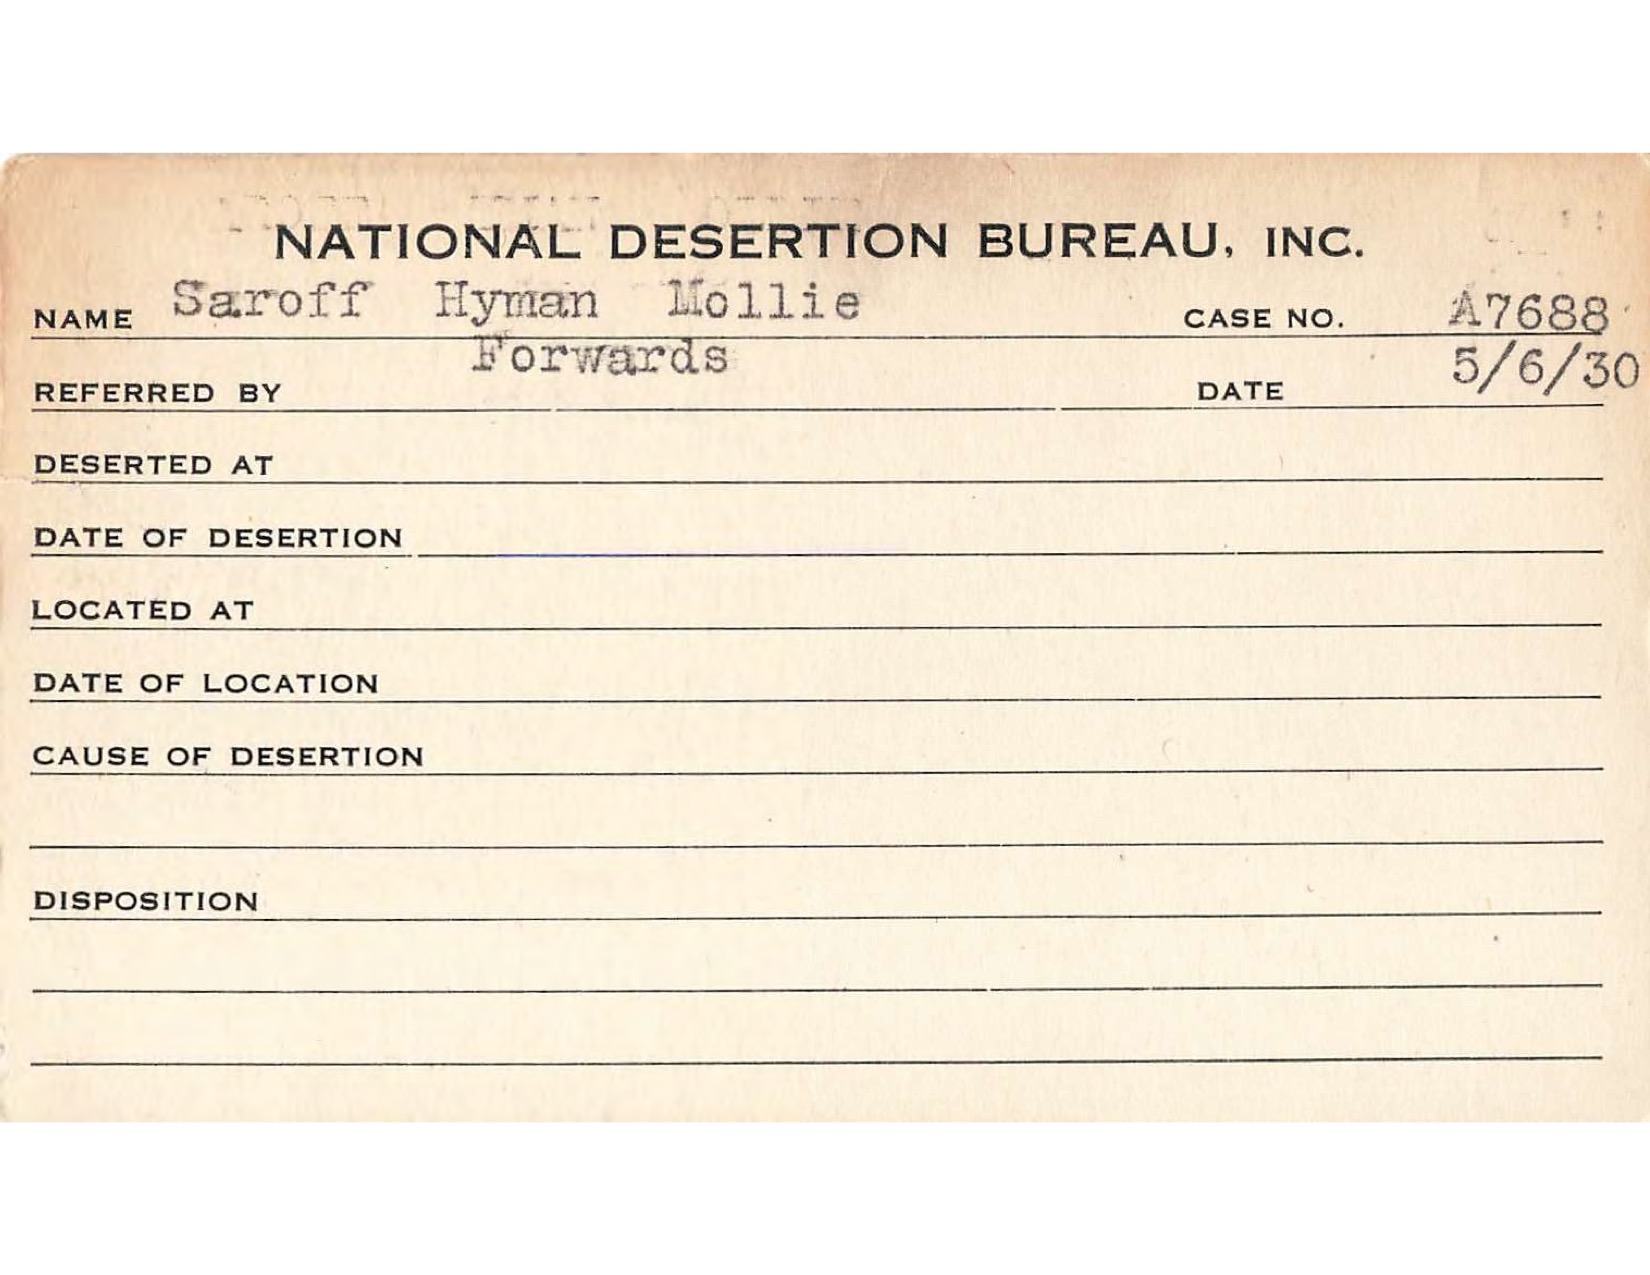 NATIONAL DESERTION BUREAU, INC.
NAME Saroff Hyman Mollie CASE NO. A7688
REFERRED BY Forwards DATE 5/6/30
DESERTED AT
DATE OF DESERTION
LOCATED AT
DATE OF LOCATION
CAUSE OF DESERTION
DISPOSITION